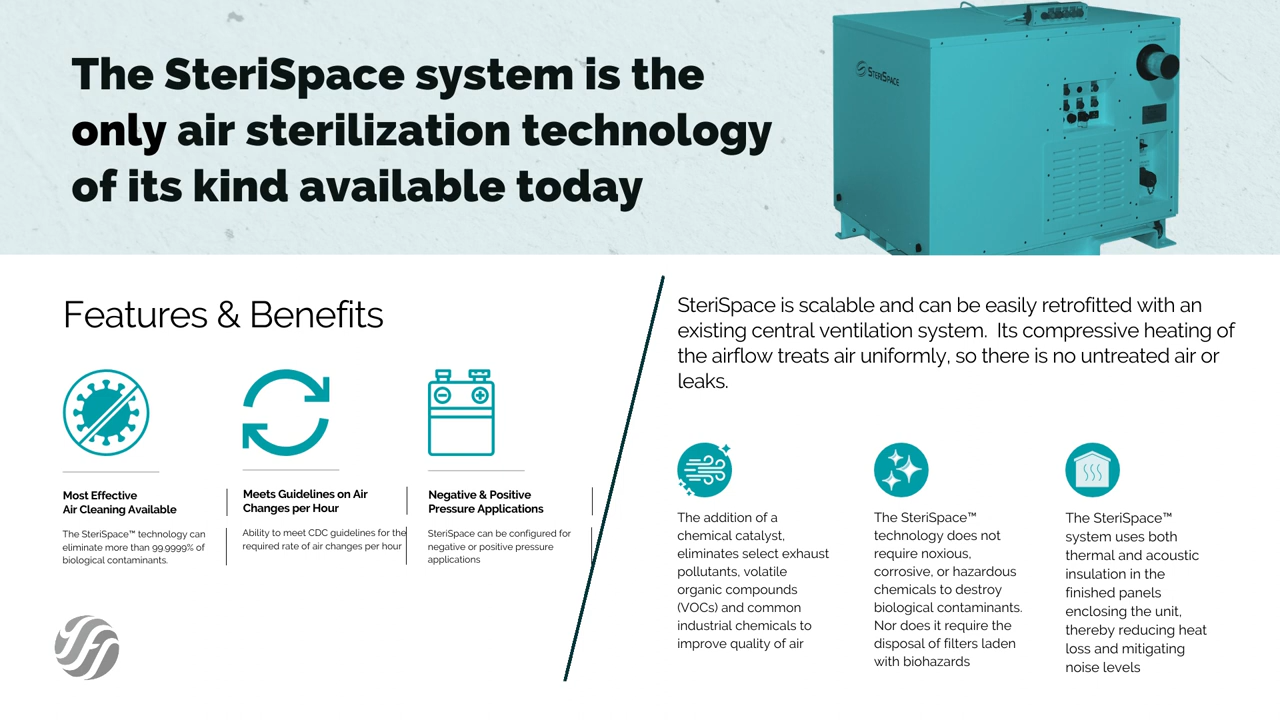 The SteriSpace system is the
only air sterilization technology
of its kind available today
STERISPACE
Features & Benefits
Most Effective
Air Cleaning Available
The SteriSpace™ technology can
eliminate more than 99.9999% of
biological contaminants.
Meets Guidelines on Air
Changes per Hour
Ability to meet CDC guidelines for the
required rate of air changes per hour
Negative & Positive
Pressure Applications
SteriSpace can be configured for
negative or positive pressure
applications
SteriSpace is scalable and can be easily retrofitted with an
existing central ventilation system.  Its compressive heating of
the airflow treats air uniformly, so there is no untreated air or
leaks.
The addition of a
chemical catalyst,
eliminates select exhaust
pollutants, volatile
organic compounds
(VOCs) and common
industrial chemicals to
improve quality of air
The SteriSpace™
technology does not
require noxious,
corrosive, or hazardous
chemicals to destroy
biological contaminants.
Nor does it require the
disposal of filters laden
with biohazards
The SteriSpace™
system uses both
thermal and acoustic
insulation in the
finished panels
enclosing the unit,
thereby reducing heat
loss and mitigating
noise levels